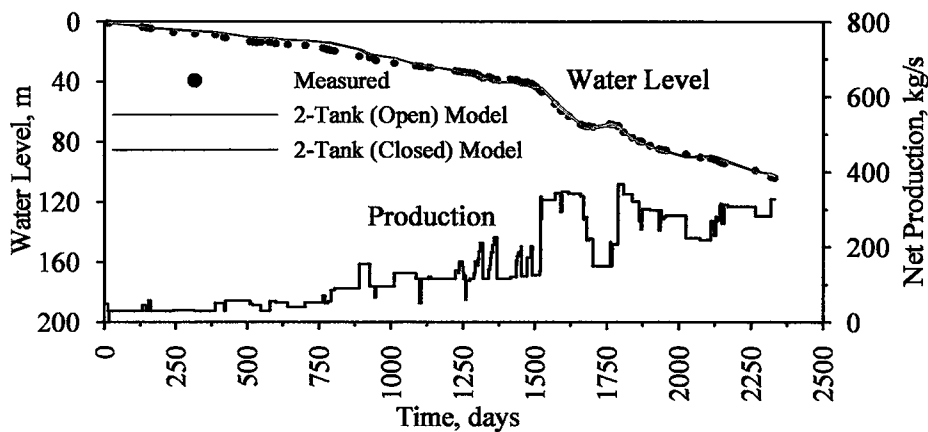 0
40
80
120
160
200
Water Level, m
800
600
400
200
0
Net Production, kg/s
Measured
2-Tank (Open) Model
2-Tank (Closed) Model
Water Level
Production
0
250
500
750
1000
1250
1500
1750
2000
2250
2500
Time, days